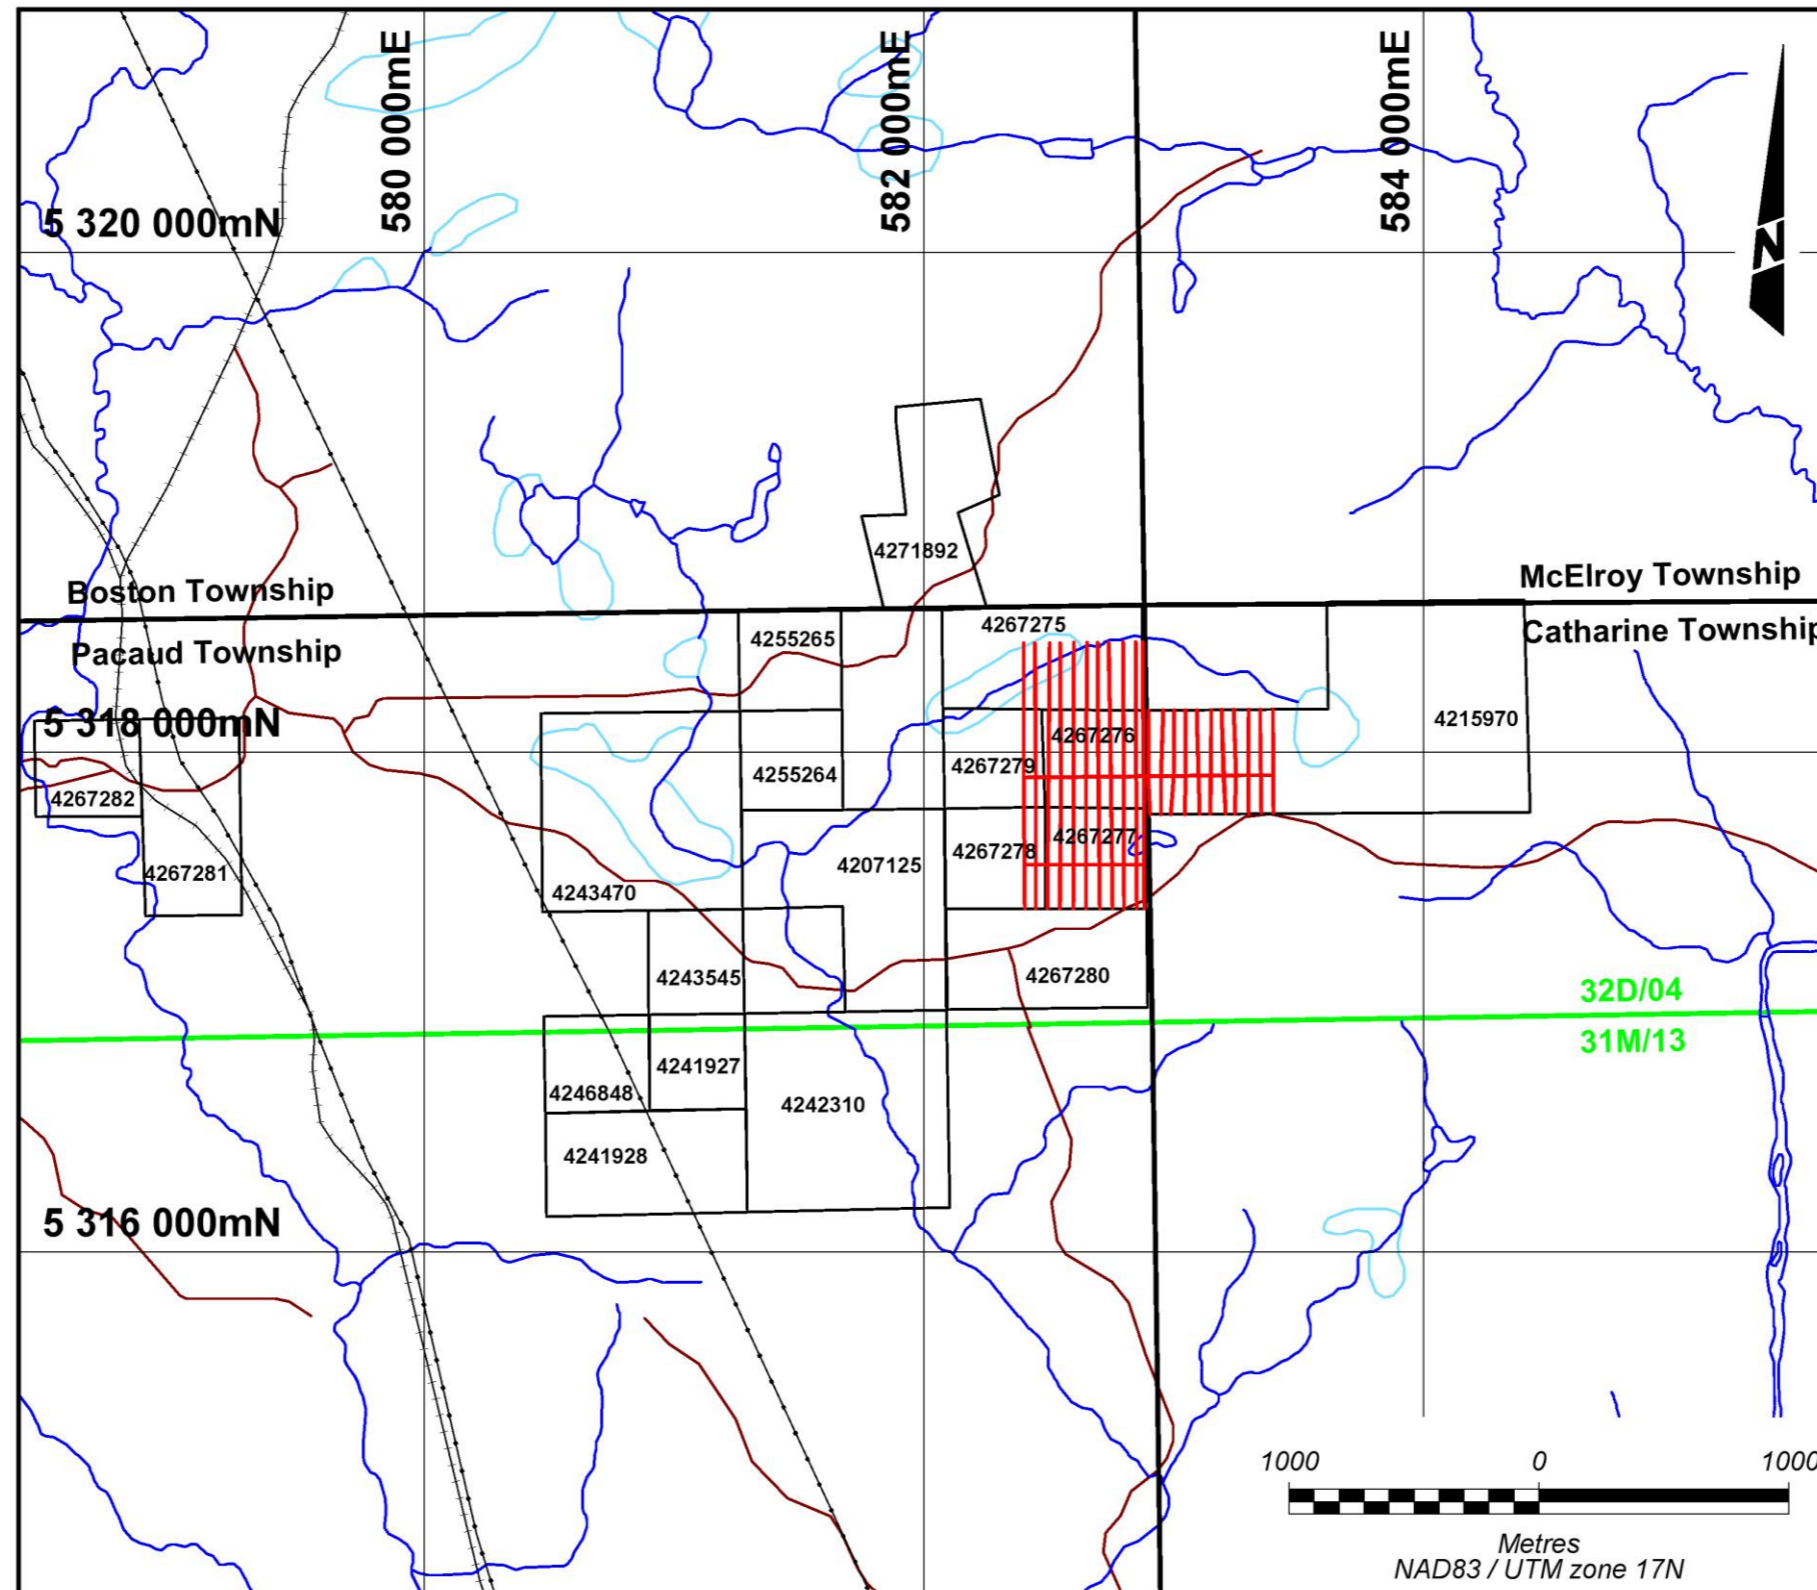 580 000mE
582 000mE
584 000mE
N
5 320 000mN
4271892
Boston Township
McElroy Township
Pacaud Township
4255265
4267275
Catharine Township
5 318 000mN
4215970
4267276
4267279
4255264
4267282
4267277
4267278
4207125
4267281
4243470
4243545
4267280
32D/04
31M/13
4241927
4246848
4242310
4241928
5 316 000mN
1000 0 1000
Metres
NAD83 / UTM zone 17N